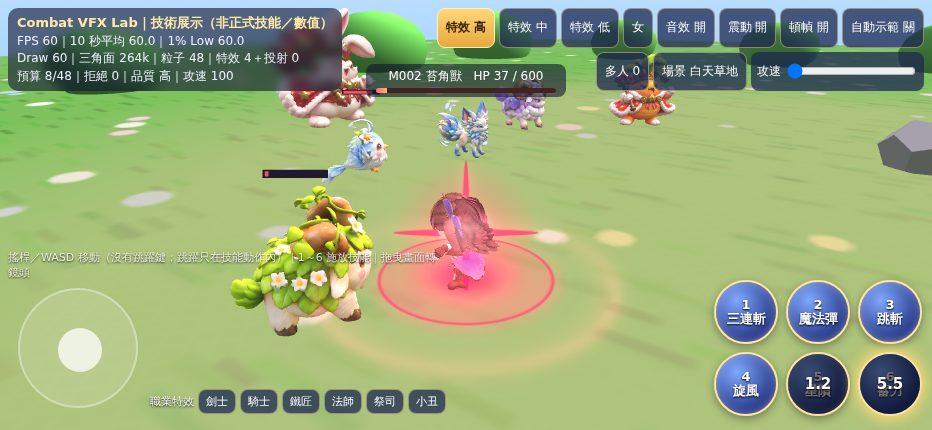 Combat VFX Lab｜技術展示（非正式技能／數值）
FPS 60｜10 秒平均 60.0｜1% Low 60.0
Draw 60｜三角面 264k｜粒子 48｜特效 4＋投射 0
預算 8/48｜拒絕 0｜品質 高｜攻速 100
特效 高
特效 中
特效 低
女
音效 開
震動 開
頓幀 開
自動示範 關
多人 0
場景 白天草地
攻速
M002 苔角獸 HP 37 / 600
搖桿／WASD 移動（沒有跳躍鍵；跳躍只在技能動作內）｜1～6 施放技能｜拖曳畫面轉
鏡頭
1
三連斬
2
魔法彈
3
跳斬
4
旋風
1.2
5.5
職業特效
劍士
騎士
鐵匠
法師
祭司
小丑